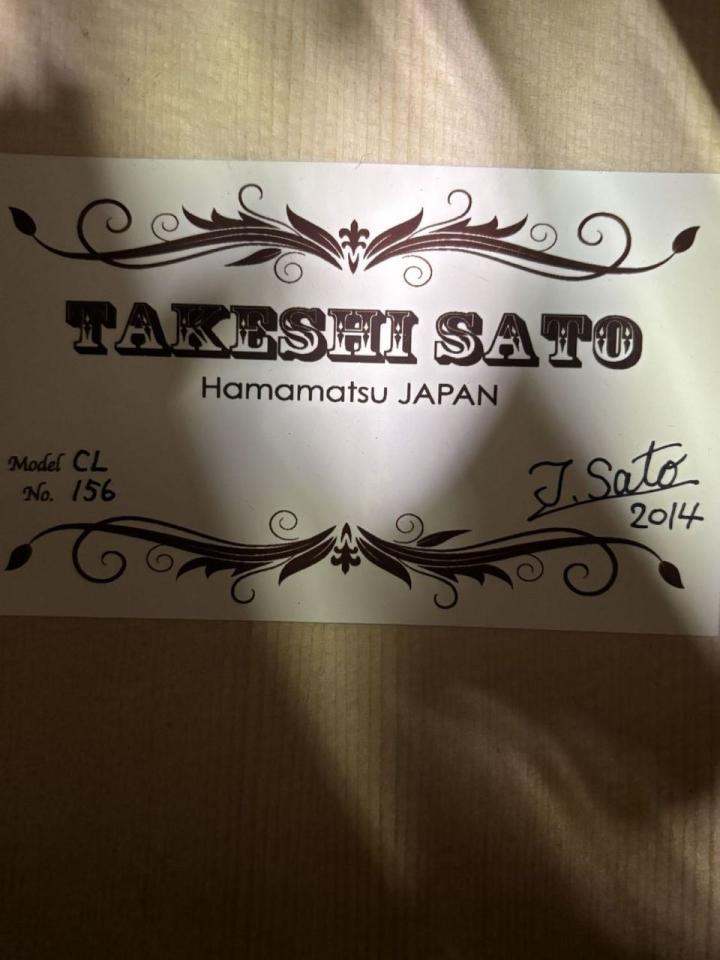 TAKESHI SATO
Hamamatsu JAPAN
Model CL
No. 156
T. Sato
2014